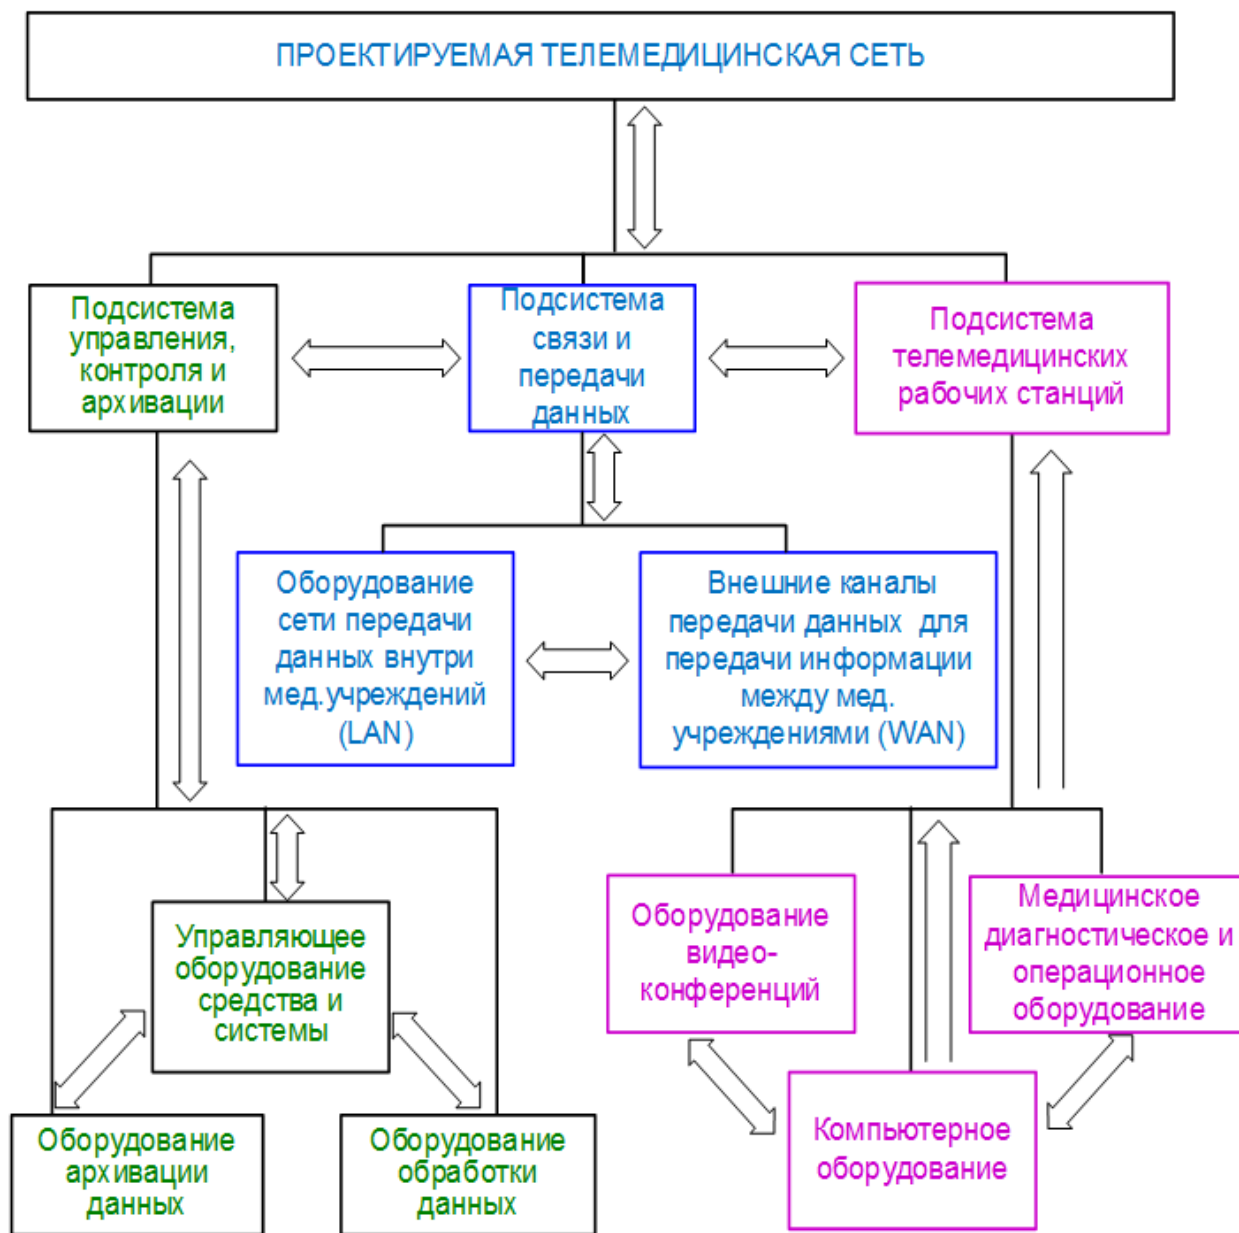 ПРОЕКТИРУЕМАЯ ТЕЛЕМЕДИЦИНСКАЯ СЕТЬ
Подсистема
управления,
контроля и
архивации
Подсистема
связи и
передачи
данных
Подсистема
телемедицинских
рабочих станций
Оборудование
сети передачи
данных внутри
мед.учреждений
(LAN)
Внешние каналы
передачи данных для
передачи информации
между мед.
учреждениями (WAN)
Управляющее
оборудование
средства и
системы
Оборудование
архивации
данных
Оборудование
обработки
данных
Оборудование
видео-
конференций
Медицинское
диагностическое и
операционное
оборудование
Компьютерное
оборудование